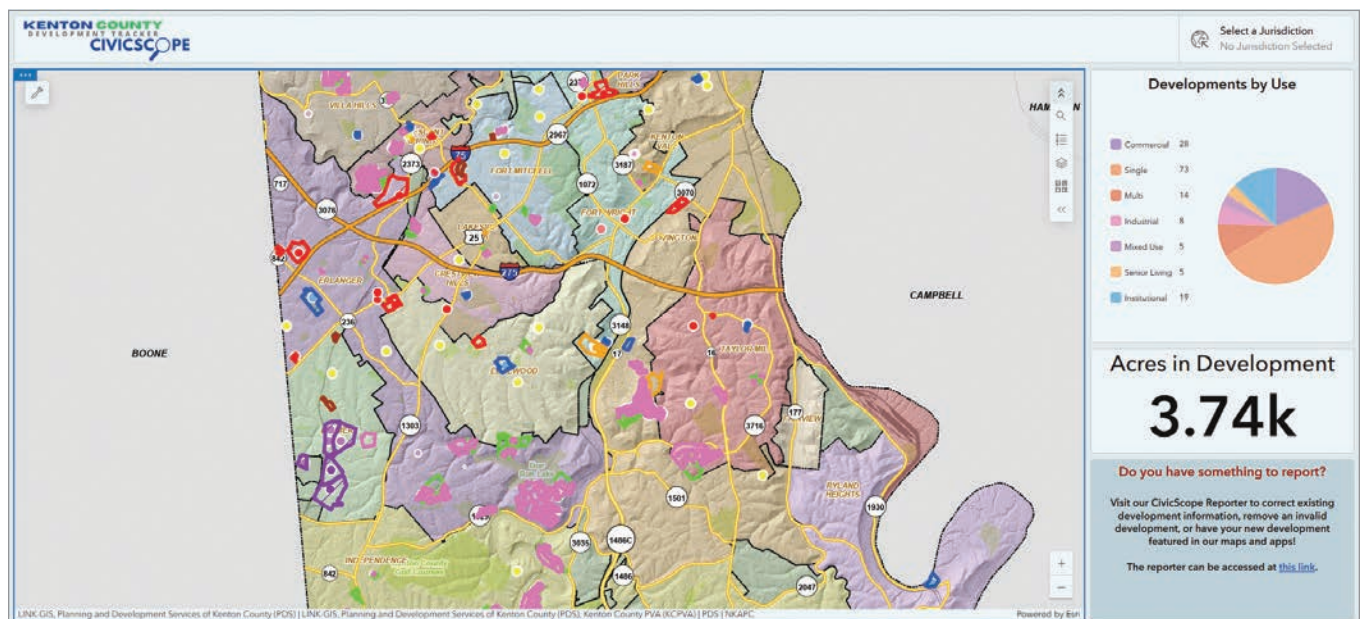 KENTON COUNTY
DEVELOPMENT TRACKER
CIVICSCOPE
Select a Jurisdiction
No Jurisdiction Selected
Developments by Use
Commercial 28
Single 73
Multi 14
Industrial 8
Mixed Use 5
Senior Living 5
Institutional 19
Acres in Development
3.74k
Do you have something to report?
Visit our CivicScope Reporter to correct existing
development information, remove an invalid
development, or have your new development
featured in our maps and apps!
The reporter can be accessed at this link.
PARK
HILLS
VILLA HILLS
2967
KENTON
VALE
75
2373
FORT MITCHELL
3187
717
1072
3070
3076
FORT WRIGHT
25
HILLS
275
842
ERLANGER
CAMPBELL
236
3148
17
16
TAYLOR MILL
BOONE
1303
177
3716
RYLAND
HEIGHTS
1501
1930
3035
1486C
INDEPENDENCE
842
1486
2047
LINK-GIS, Planning and Development Services of Kenton County (PDS) | LINK-GIS, Planning and Development Services of Kenton County (PDS), Kenton County PVA (KCPVA) | PDS | NKAPC
Powered by Esri